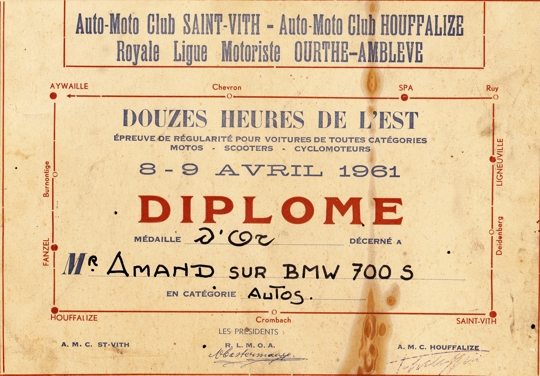 Auto-Moto Club SAINT-VITH - Auto-Moto Club HOUFFALIZE
Royale Ligue Motoriste OURTHE-AMBLEVE
AYWAILLE Chevron SPA Ruy
DOUZES HEURES DE L'EST
ÉPREUVE DE RÉGULARITÉ POUR VOITURES DE TOUTES CATÉGORIES
MOTOS - SCOOTERS - CYCLOMOTEURS
8-9 AVRIL 1961
LIGNEUVILLE
Burnontige
DIPLOME
Deidenberg
FANZEL
MÉDAILLE D'Or DÉCERNÉ A
Mr. AMAND SUR BMW 700 S
EN CATÉGORIE AUTOS.
HOUFFALIZE Crombach SAINT-VITH
LES PRÉSIDENTS :
A. M. C. ST-VITH R. L. M. O. A. A. M. C. HOUFFALIZE